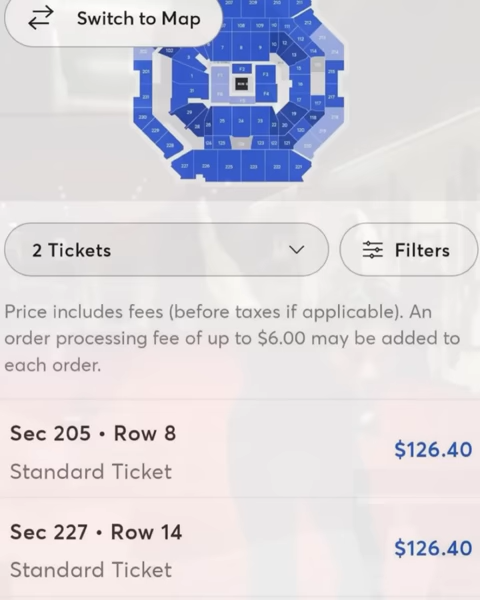 Switch to Map
2 Tickets
Filters
Price includes fees (before taxes if applicable). An
order processing fee of up to $6.00 may be added to
each order.
Sec 205 • Row 8
$126.40
Standard Ticket
Sec 227 • Row 14
$126.40
Standard Ticket